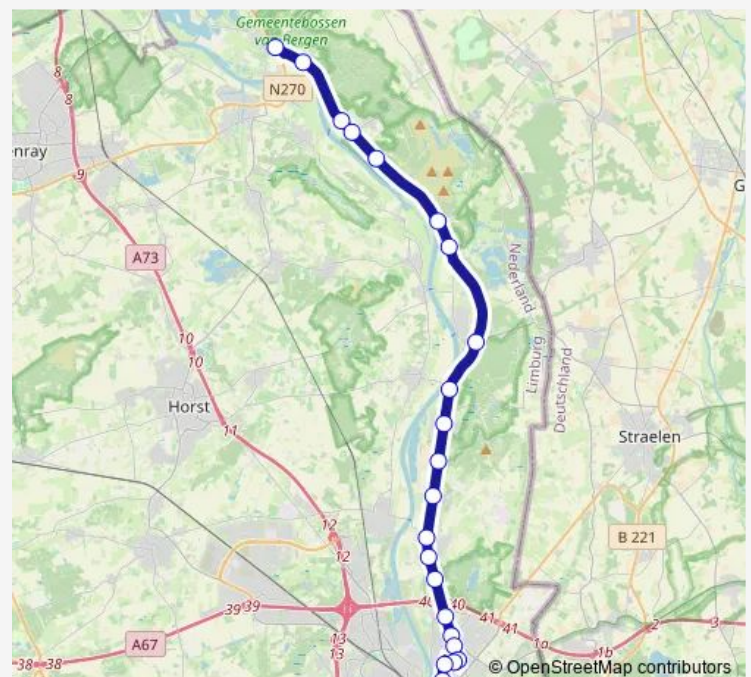 Gemeentebossen
van Bergen
8
8
N270
nray
9
G
A73
Nederland
10
10
Limburg
Deutschland
Horst
11
Straelen
12
12
B 221
39 39
40
40
41
41
1a
1b
2
3
13
13
A67
38 38
© OpenStreetMap contributors